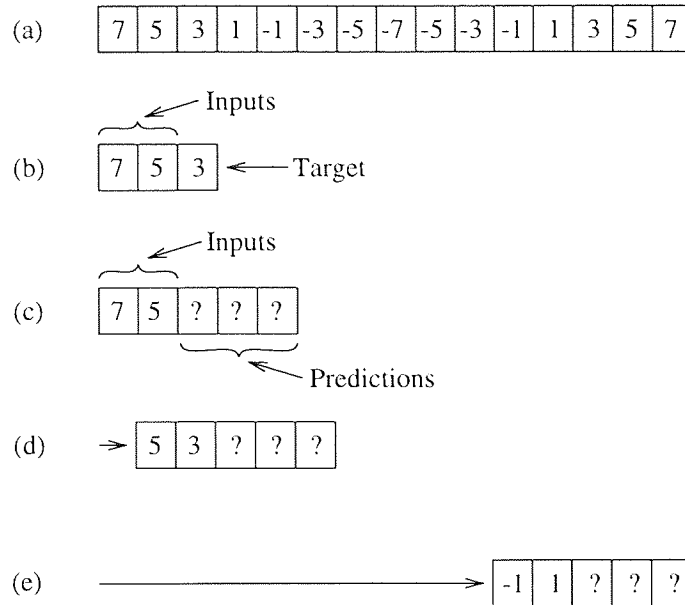 (a) 7 5 3 1 -1 -3 -5 -7 -5 -3 -1 1 3 5 7
Inputs
(b) 7 5 3 Target
Inputs
(c) 7 5 ? ? ?
Predictions
(d) 5 3 ? ? ?
(e) -1 1 ? ? ?